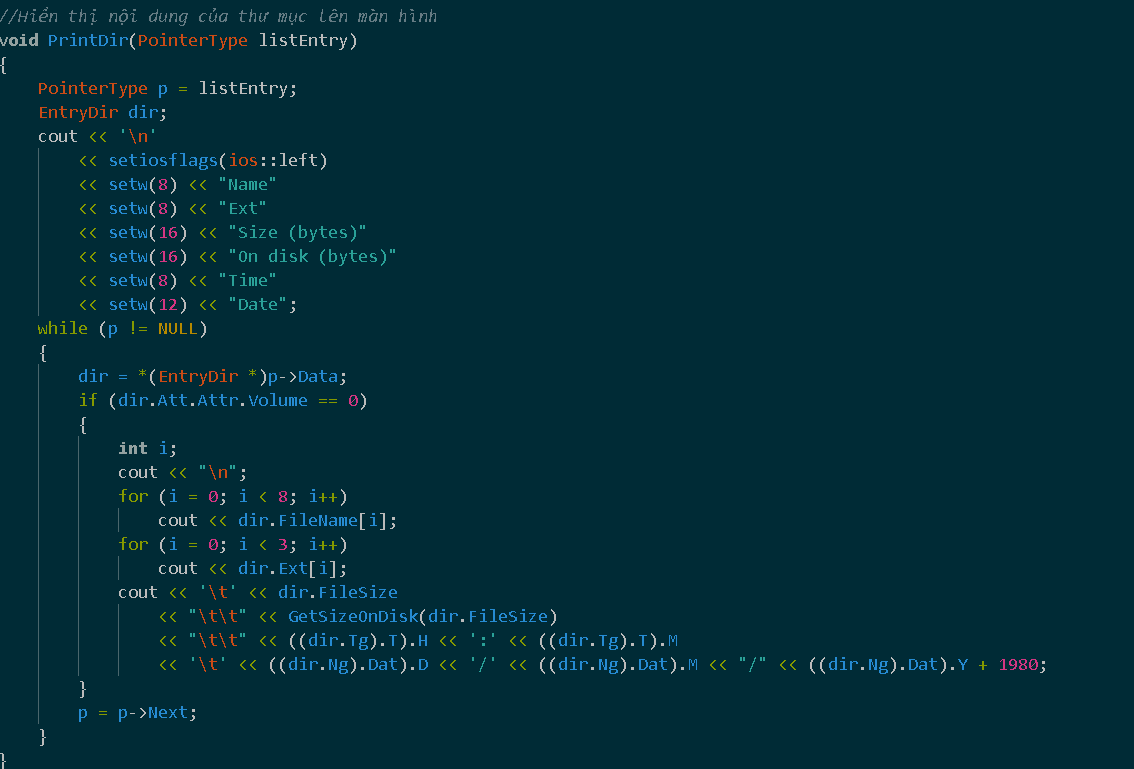 //Hiển thị nội dung của thư mục lên màn hình
void PrintDir(PointerType listEntry)
{
    PointerType p = listEntry;
    EntryDir dir;
    cout << '\n'
        << setiosflags(ios::left)
        << setw(8) << "Name"
        << setw(8) << "Ext"
        << setw(16) << "Size (bytes)"
        << setw(16) << "On disk (bytes)"
        << setw(8) << "Time"
        << setw(12) << "Date";
    while (p != NULL)
    {
        dir = *(EntryDir *)p->Data;
        if (dir.Att.Attr.Volume == 0)
        {
            int i;
            cout << "\n";
            for (i = 0; i < 8; i++)
                cout << dir.FileName[i];
            for (i = 0; i < 3; i++)
                cout << dir.Ext[i];
            cout << '\t' << dir.FileSize
                << "\t\t" << GetSizeOnDisk(dir.FileSize)
                << "\t\t" << ((dir.Tg).T).H << ':' << ((dir.Tg).T).M
                << '\t' << ((dir.Ng).Dat).D << '/' << ((dir.Ng).Dat).M << "/" << ((dir.Ng).Dat).Y + 1980;
        }
        p = p->Next;
    }
}